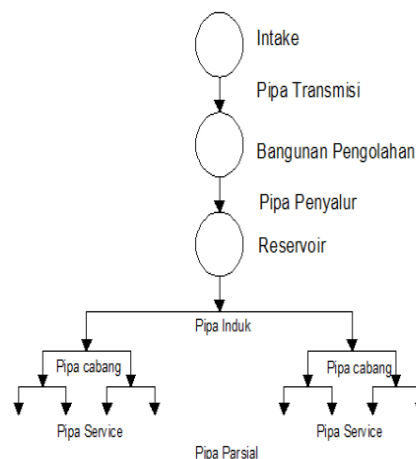 Intake
Pipa Transmisi
Bangunan Pengolahan
Pipa Penyalur
Reservoir
Pipa Induk
Pipa cabang
Pipa cabang
Pipa Service
Pipa Service
Pipa Parsial